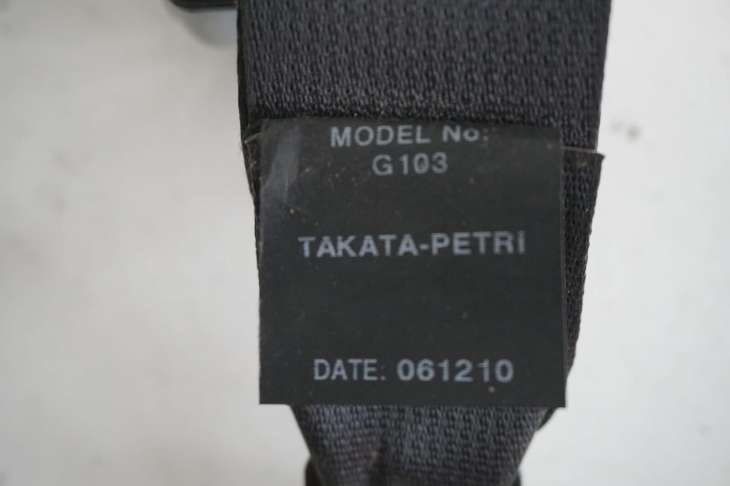 MODEL No:
G103
TAKATA-PETRI
DATE: 061210